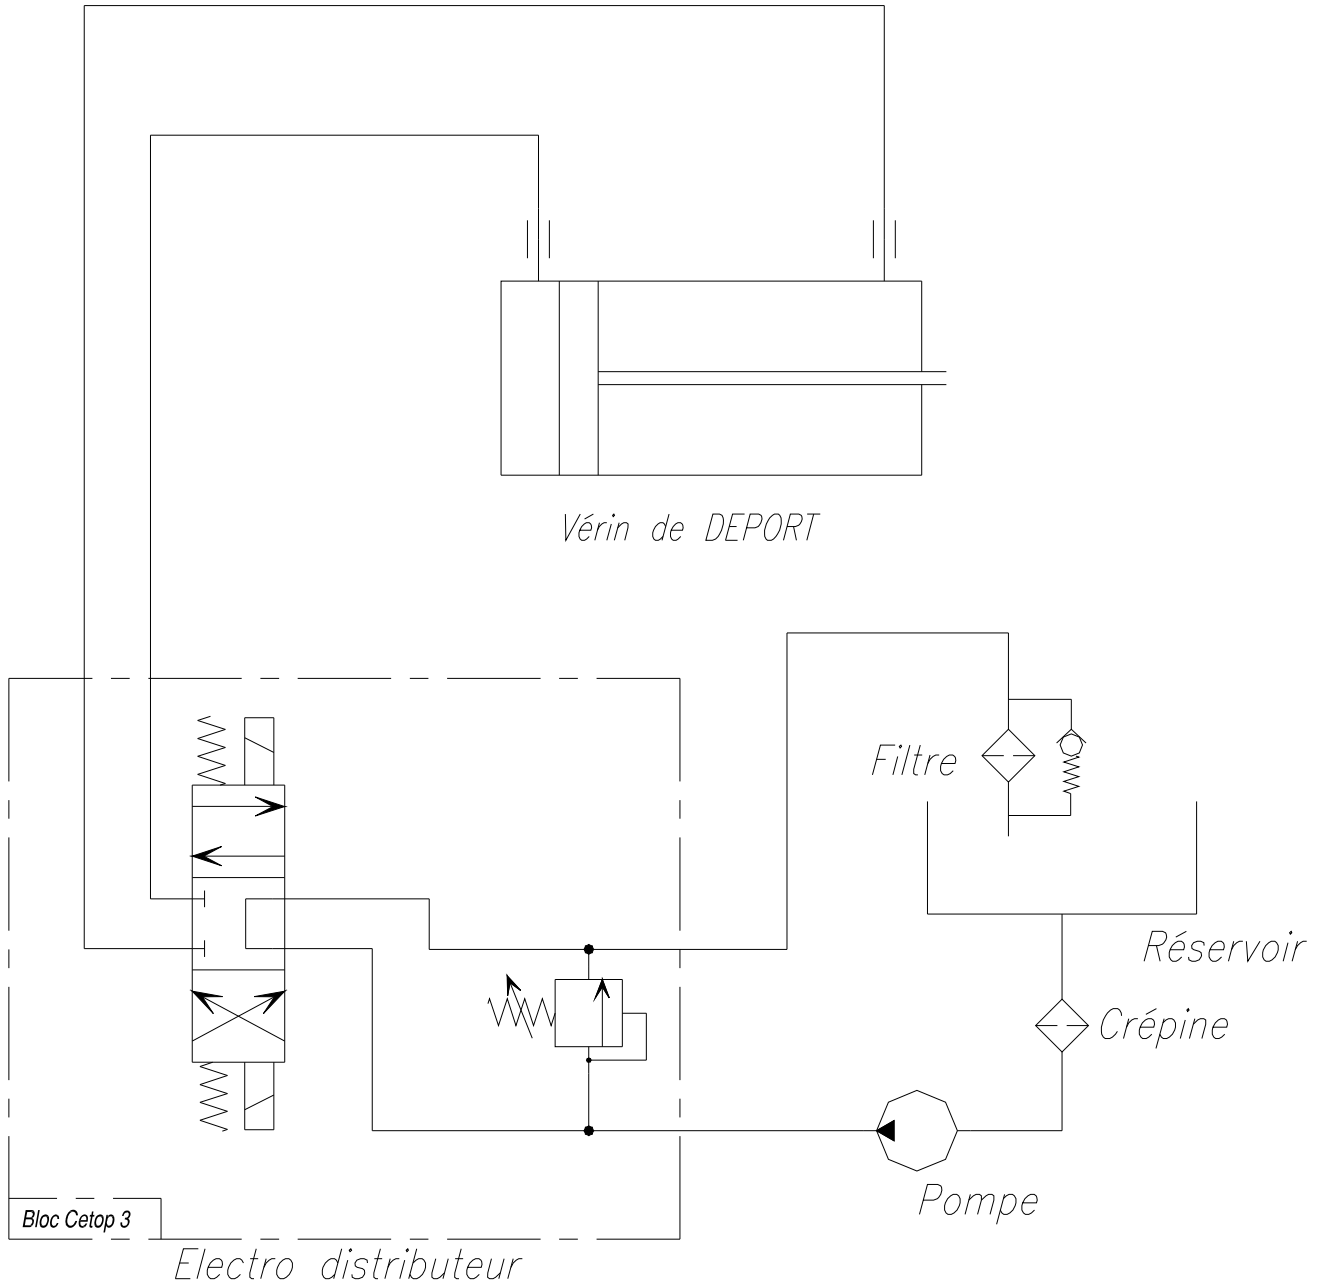 Vérin de DEPORT
Filtre
Réservoir
Crépine
Pompe
Bloc Cetop 3
Electro distributeur